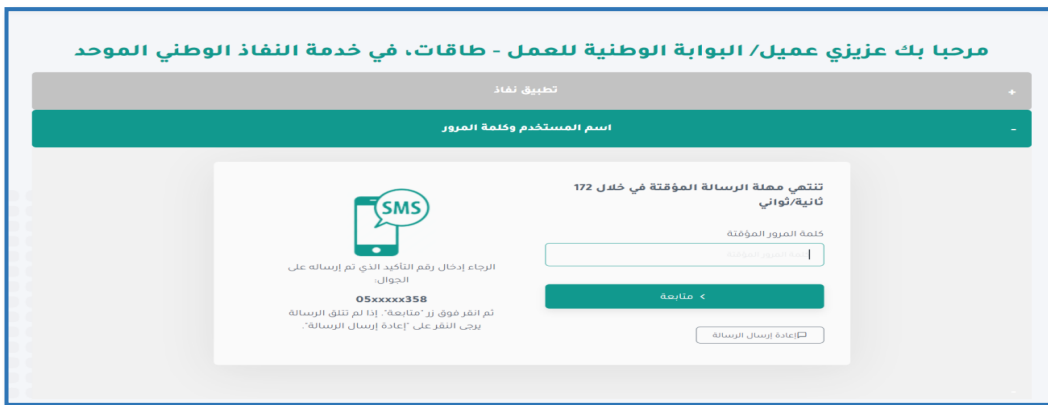 مرحبا بك عزيزي عميل/ البوابة الوطنية للعمل - طاقات، في خدمة النفاذ الوطني الموحد
تطبيق نفاذ +
اسم المستخدم وكلمة المرور -
تنتهي مهلة الرسالة المؤقتة في خلال 172
ثانية/ثواني
كلمة المرور المؤقتة
> متابعة
إعادة إرسال الرسالة
SMS
الرجاء إدخال رقم التأكيد الذي تم إرساله على
الجوال:
05xxxxx358
ثم انقر فوق زر "متابعة". إذا لم تتلق الرسالة
يرجى النقر على "إعادة إرسال الرسالة".